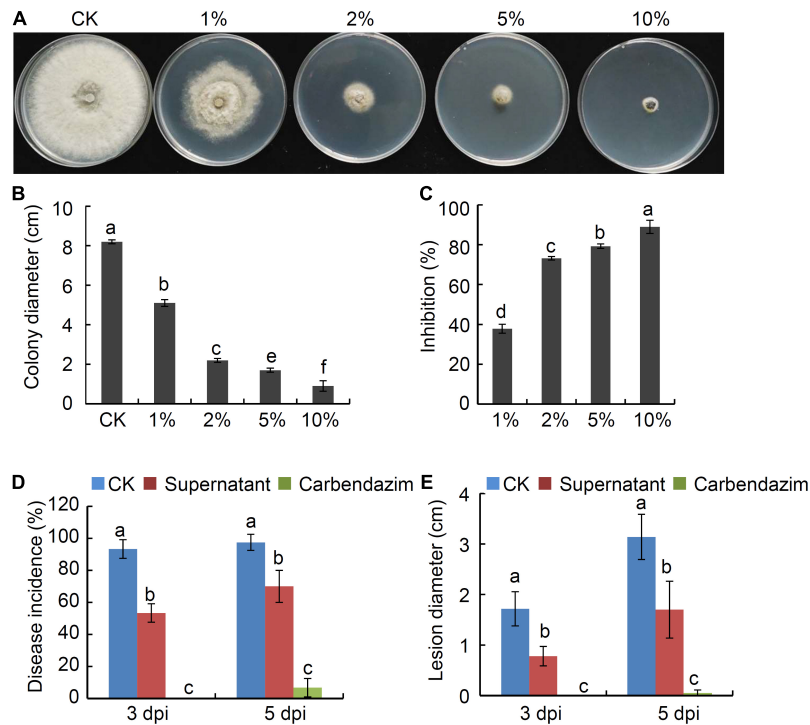 A CK 1% 2% 5% 10%
B
Colony diameter (cm)
10
8
6
4
2
0
a
b
c
e
f
CK 1% 2% 5% 10%
C
Inhibition (%)
100
80
60
40
20
0
d
c
b
a
1% 2% 5% 10%
D CK Supernatant Carbendazim
Disease incidence (%)
120
100
80
60
40
20
0
a
b
c
a
b
c
3 dpi 5 dpi
E CK Supernatant Carbendazim
Lesion diameter (cm)
4
3
2
1
0
a
b
c
a
b
c
3 dpi 5 dpi